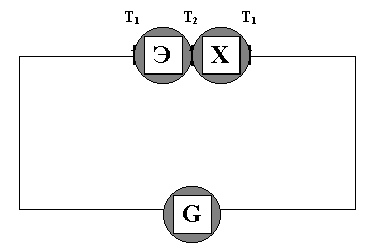 T₁ T₂ T₁
Э X
G